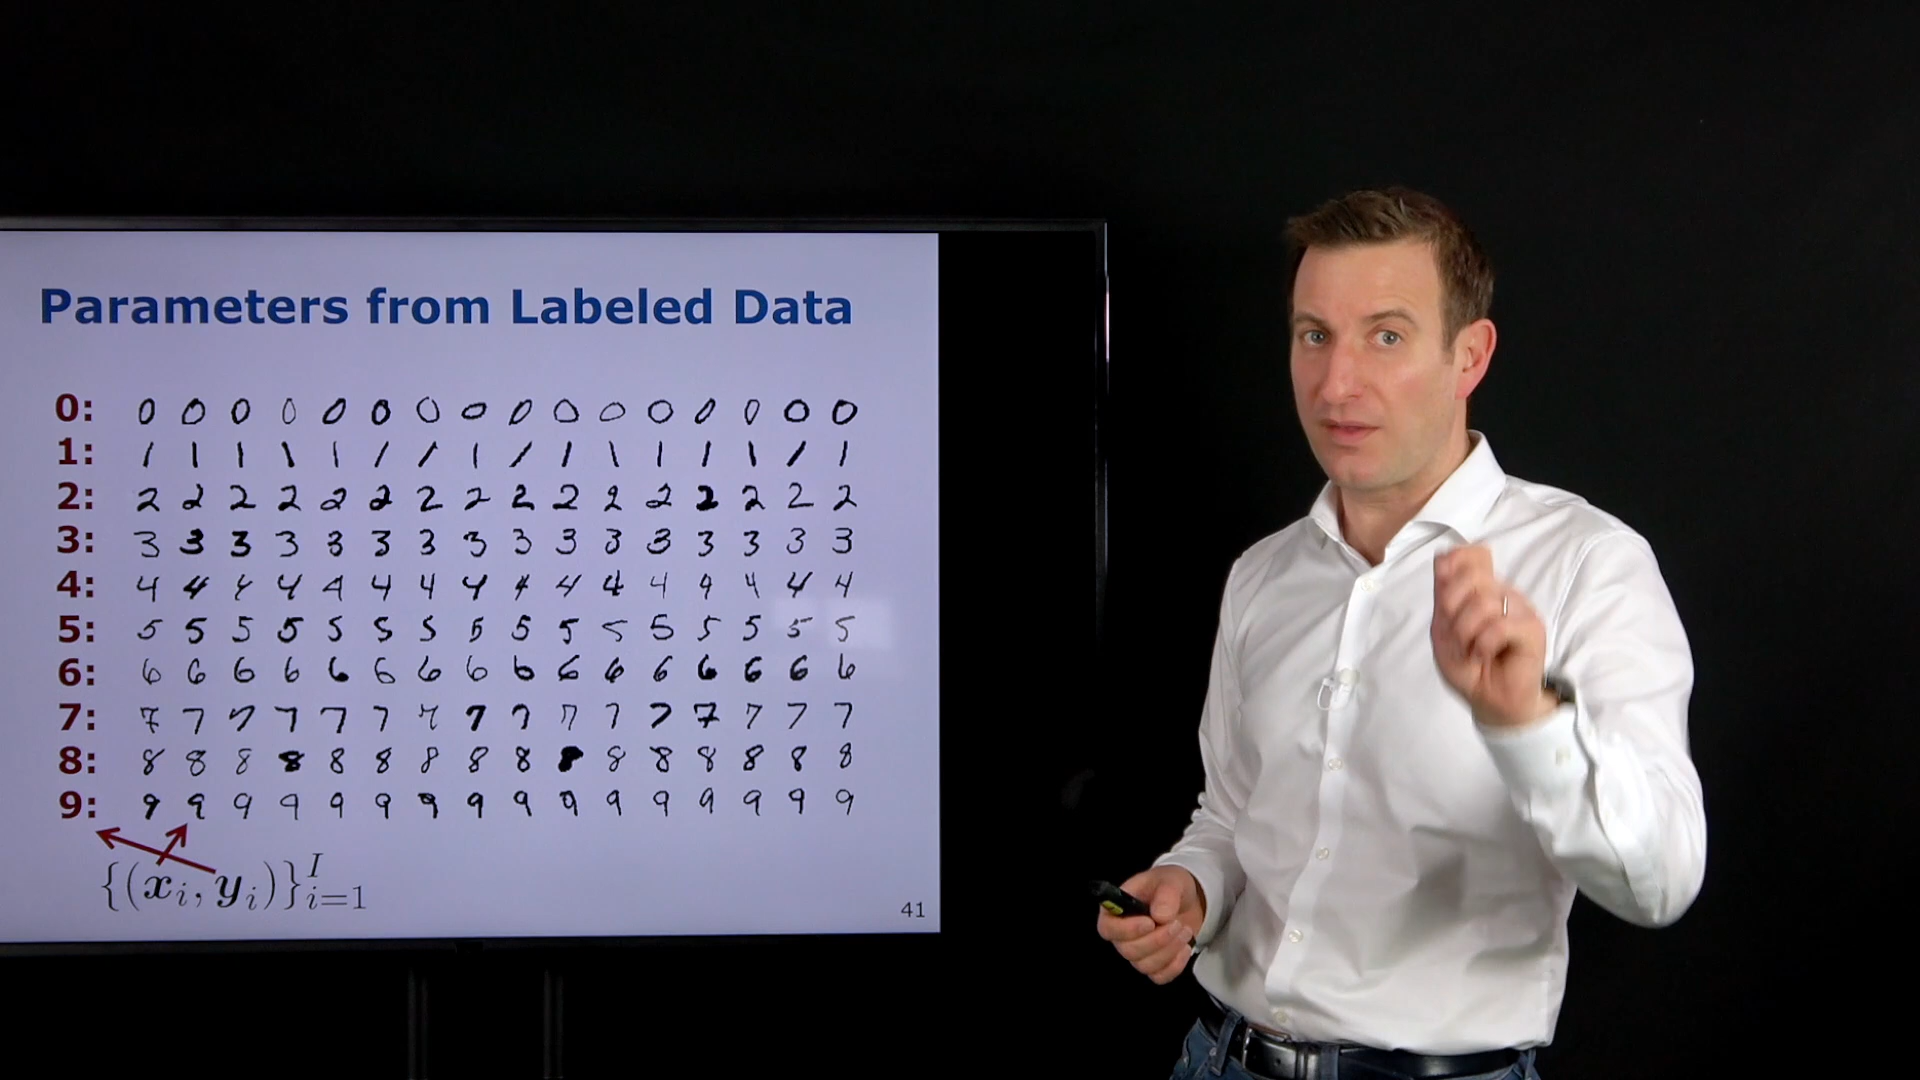 Parameters from Labeled Data
0: 0 0 0 0 0 0 0 0 0 0 0 0 0 0 0 0
1: 1 1 1 1 1 1 1 1 1 1 1 1 1 1 1 1
2: 2 2 2 2 2 2 2 2 2 2 2 2 2 2 2 2
3: 3 3 3 3 3 3 3 3 3 3 3 3 3 3 3 3
4: 4 4 4 4 4 4 4 4 4 4 4 4 4 4 4 4
5: 5 5 5 5 5 5 5 5 5 5 5 5 5 5 5 5
6: 6 6 6 6 6 6 6 6 6 6 6 6 6 6 6 6
7: 7 7 7 7 7 7 7 7 7 7 7 7 7 7 7 7
8: 8 8 8 8 8 8 8 8 8 8 8 8 8 8 8 8
9: 9 9 9 9 9 9 9 9 9 9 9 9 9 9 9 9
{(x_i, y_i)}_{i=1}^I
41